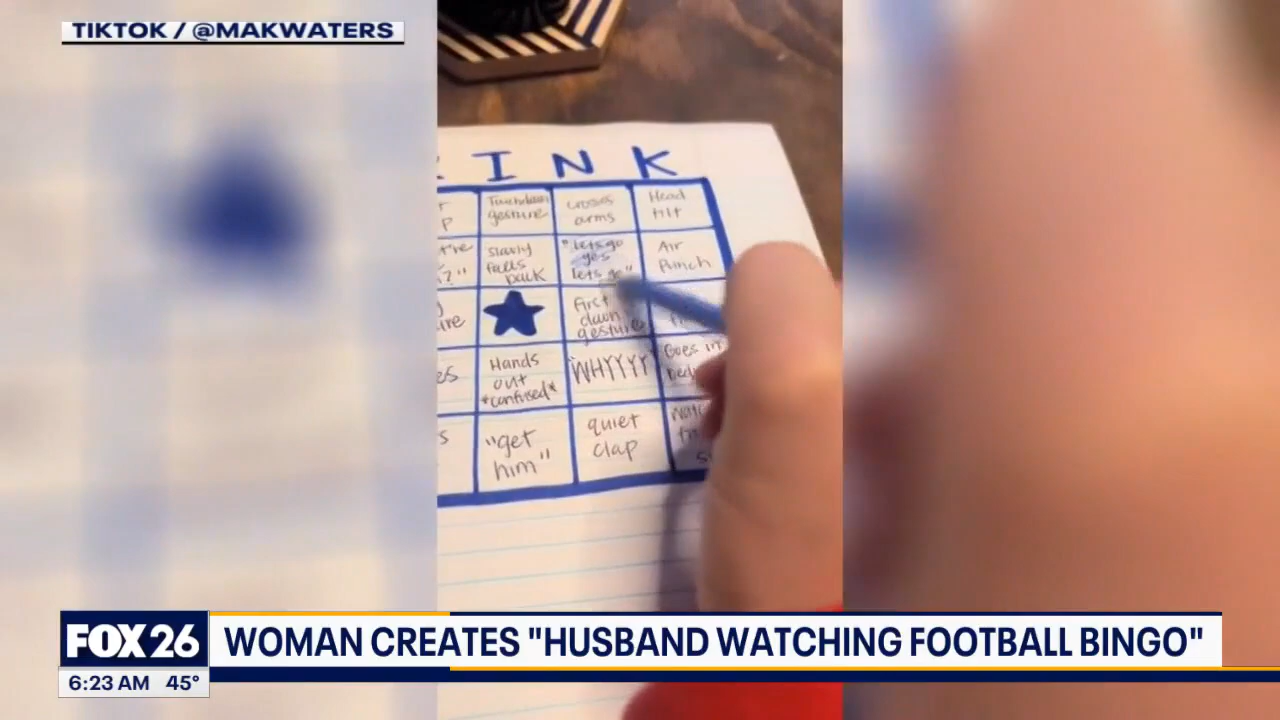 TIKTOK / @MAKWATERS
I N K
Touchdown gesture
crosses arms
Head tilt
slowly falls back
"lets go yes lets go"
Air Punch
First down gesture
Hands out *confused*
WHYYYY
Goes in
"get him"
quiet clap
FOX 26
WOMAN CREATES "HUSBAND WATCHING FOOTBALL BINGO"
6:23 AM 45°